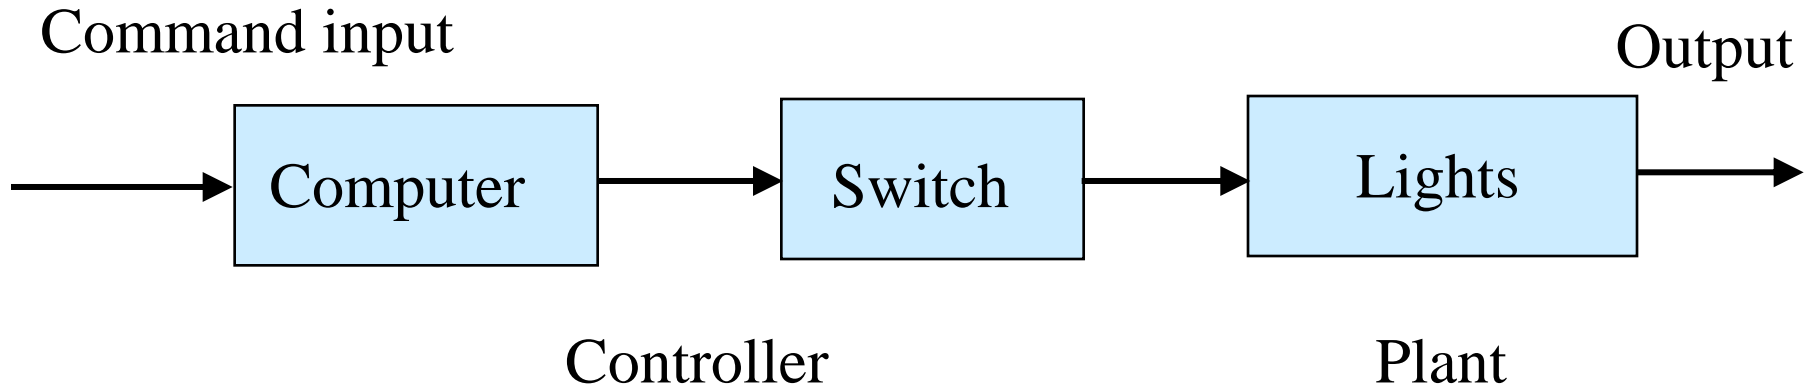 Command input
Output
Computer
Switch
Lights
Controller
Plant